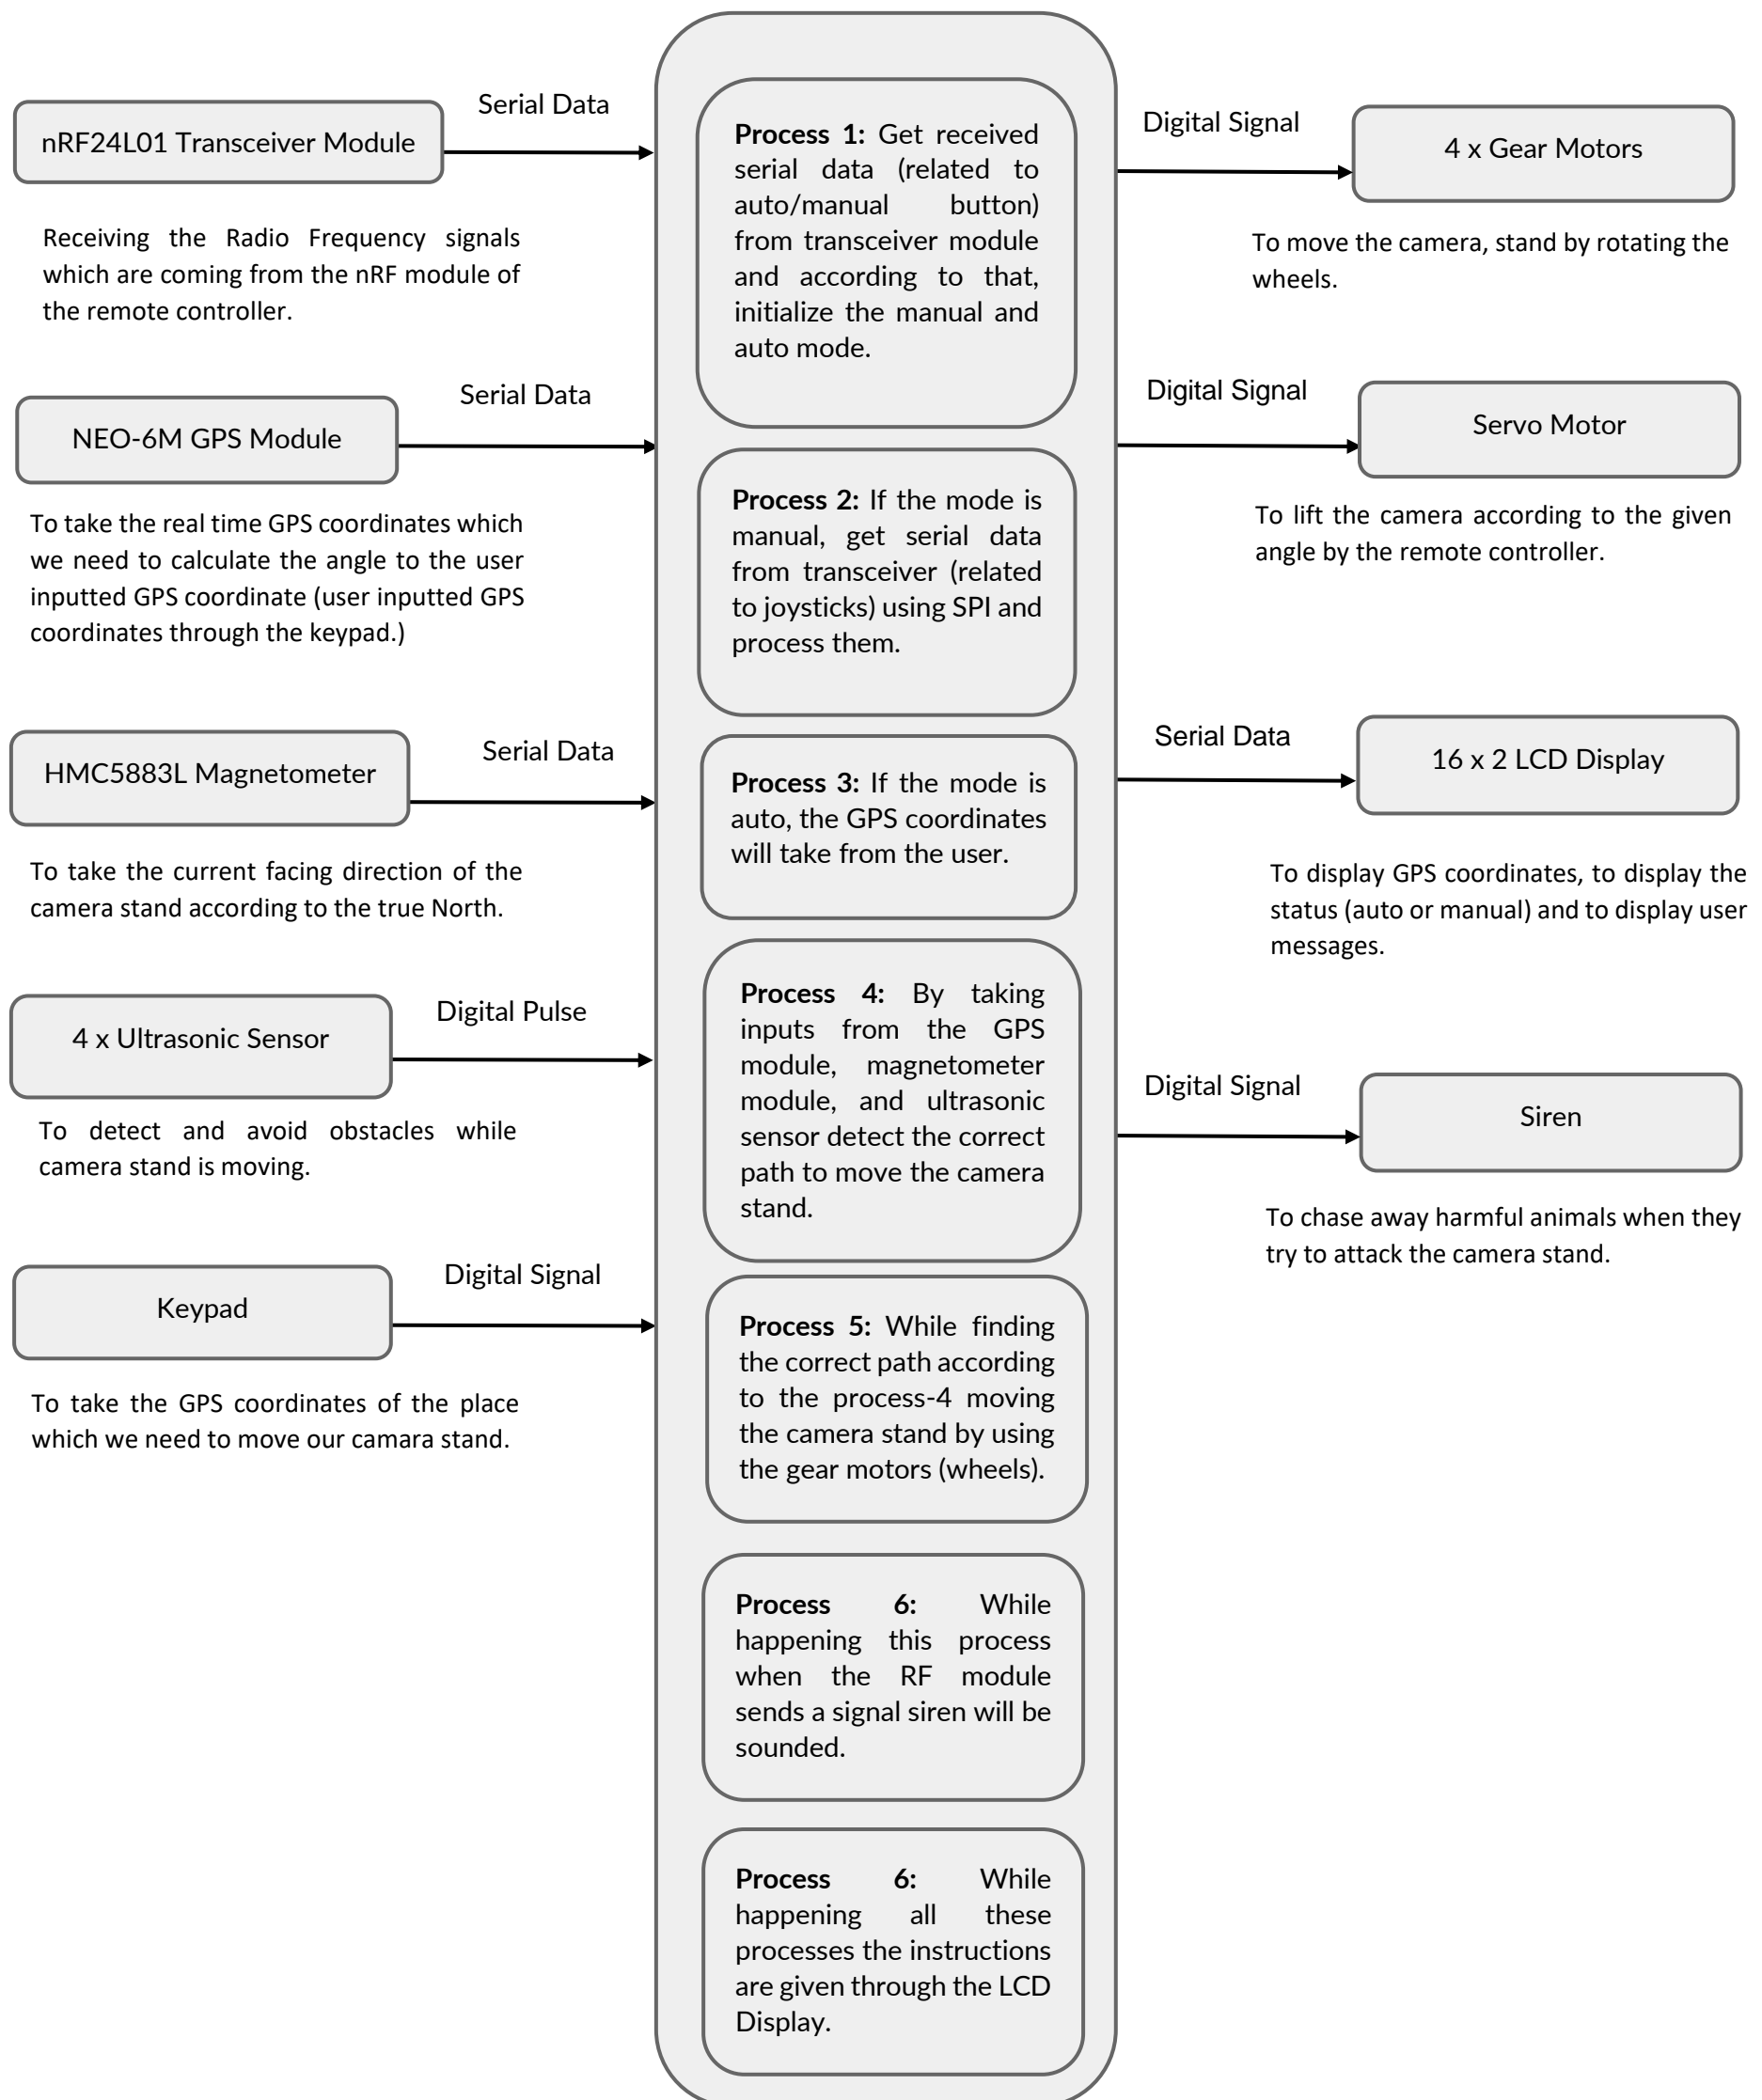 Serial Data
nRF24L01 Transceiver Module
Receiving the Radio Frequency signals
which are coming from the nRF module of
the remote controller.
Serial Data
NEO-6M GPS Module
To take the real time GPS coordinates which
we need to calculate the angle to the user
inputted GPS coordinate (user inputted GPS
coordinates through the keypad.)
Serial Data
HMC5883L Magnetometer
To take the current facing direction of the
camera stand according to the true North.
Digital Pulse
4 x Ultrasonic Sensor
To detect and avoid obstacles while
camera stand is moving.
Digital Signal
Keypad
To take the GPS coordinates of the place
which we need to move our camara stand.
Process 1: Get received
serial data (related to
auto/manual button)
from transceiver module
and according to that,
initialize the manual and
auto mode.
Process 2: If the mode is
manual, get serial data
from transceiver (related
to joysticks) using SPI and
process them.
Process 3: If the mode is
auto, the GPS coordinates
will take from the user.
Process 4: By taking
inputs from the GPS
module, magnetometer
module, and ultrasonic
sensor detect the correct
path to move the camera
stand.
Process 5: While finding
the correct path according
to the process-4 moving
the camera stand by using
the gear motors (wheels).
Process 6: While
happening this process
when the RF module
sends a signal siren will be
sounded.
Process 6: While
happening all these
processes the instructions
are given through the LCD
Display.
Digital Signal
4 x Gear Motors
To move the camera, stand by rotating the
wheels.
Digital Signal
Servo Motor
To lift the camera according to the given
angle by the remote controller.
Serial Data
16 x 2 LCD Display
To display GPS coordinates, to display the
status (auto or manual) and to display user
messages.
Digital Signal
Siren
To chase away harmful animals when they
try to attack the camera stand.